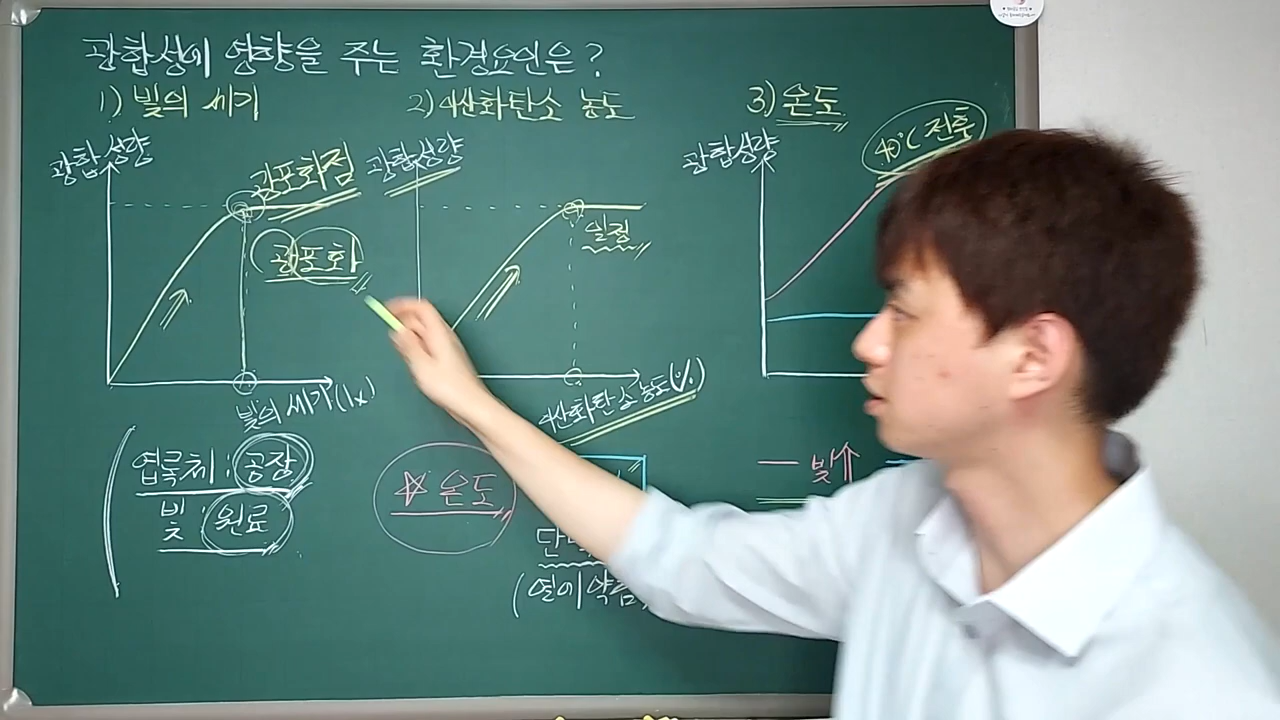 광합성에 영향을 주는 환경요인은?
1) 빛의 세기
2) 이산화탄소 농도
3) 온도
광합성량
광포화점
광포화
빛의 세기(lx)
엽록체 : 공장
빛 : 원료
광합성량
일정
이산화탄소 농도(%)
☆ 온도
광합성량
40℃ 전후
빛↑